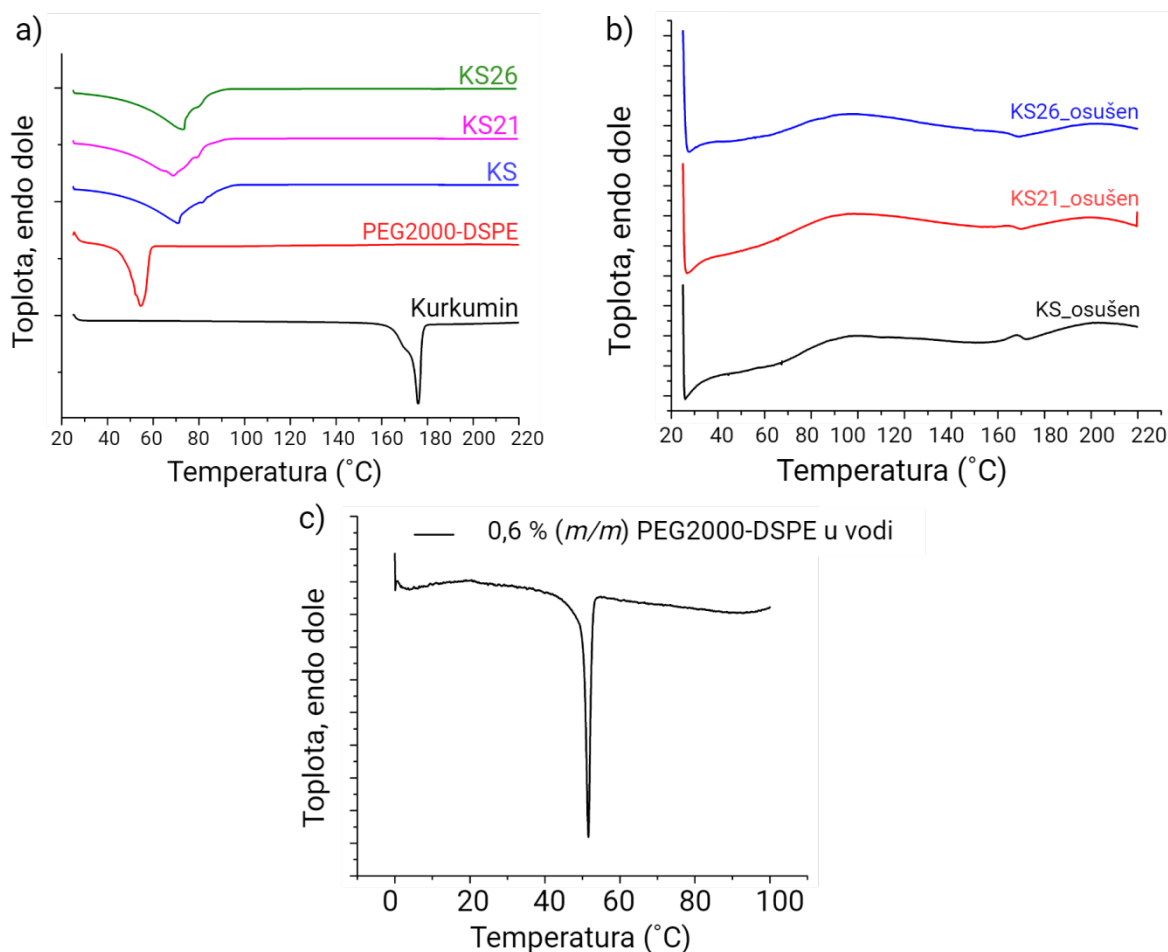 a)
KS26
KS21
KS
PEG2000-DSPE
Kurkumin
Toplota, endo dole
20 40 60 80 100 120 140 160 180 200 220
Temperatura (˚C)
b)
KS26_osušen
KS21_osušen
KS_osušen
Toplota, endo dole
20 40 60 80 100 120 140 160 180 200 220
Temperatura (˚C)
c)
0,6 % (m/m) PEG2000-DSPE u vodi
Toplota, endo dole
0 20 40 60 80 100
Temperatura (˚C)